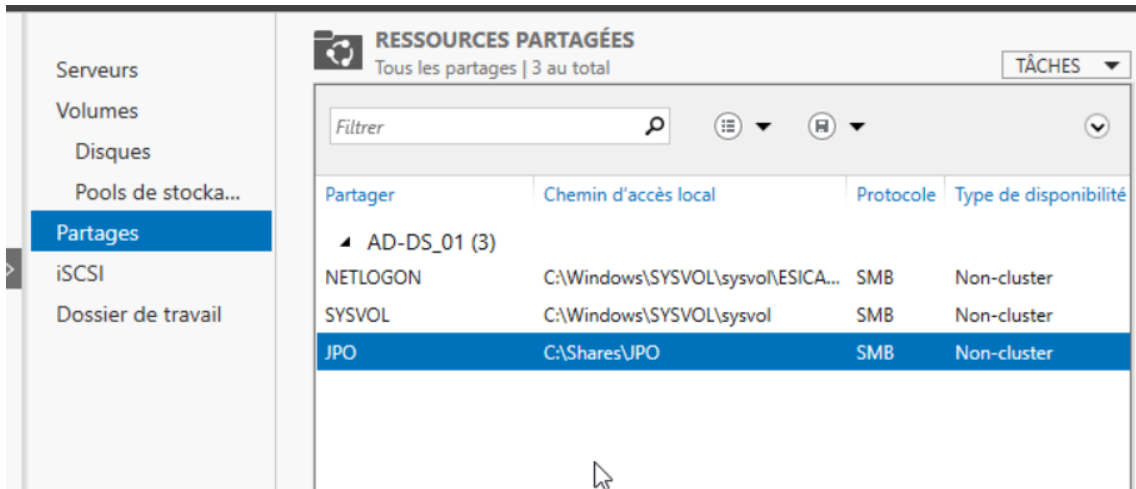 Serveurs
Volumes
Disques
Pools de stocka...
Partages
iSCSI
Dossier de travail
RESSOURCES PARTAGÉES
Tous les partages | 3 au total
TÂCHES
Filtrer
Partager Chemin d'accès local Protocole Type de disponibilité
AD-DS_01 (3)
NETLOGON C:\Windows\SYSVOL\sysvol\ESICA... SMB Non-cluster
SYSVOL C:\Windows\SYSVOL\sysvol SMB Non-cluster
JPO C:\Shares\JPO SMB Non-cluster